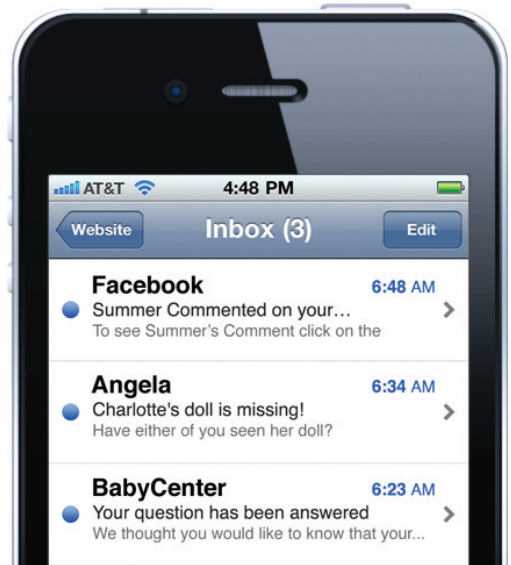 AT&T 4:48 PM
Website Inbox (3) Edit
Facebook 6:48 AM
Summer Commented on your…
To see Summer's Comment click on the
Angela 6:34 AM
Charlotte's doll is missing!
Have either of you seen her doll?
BabyCenter 6:23 AM
Your question has been answered
We thought you would like to know that your...